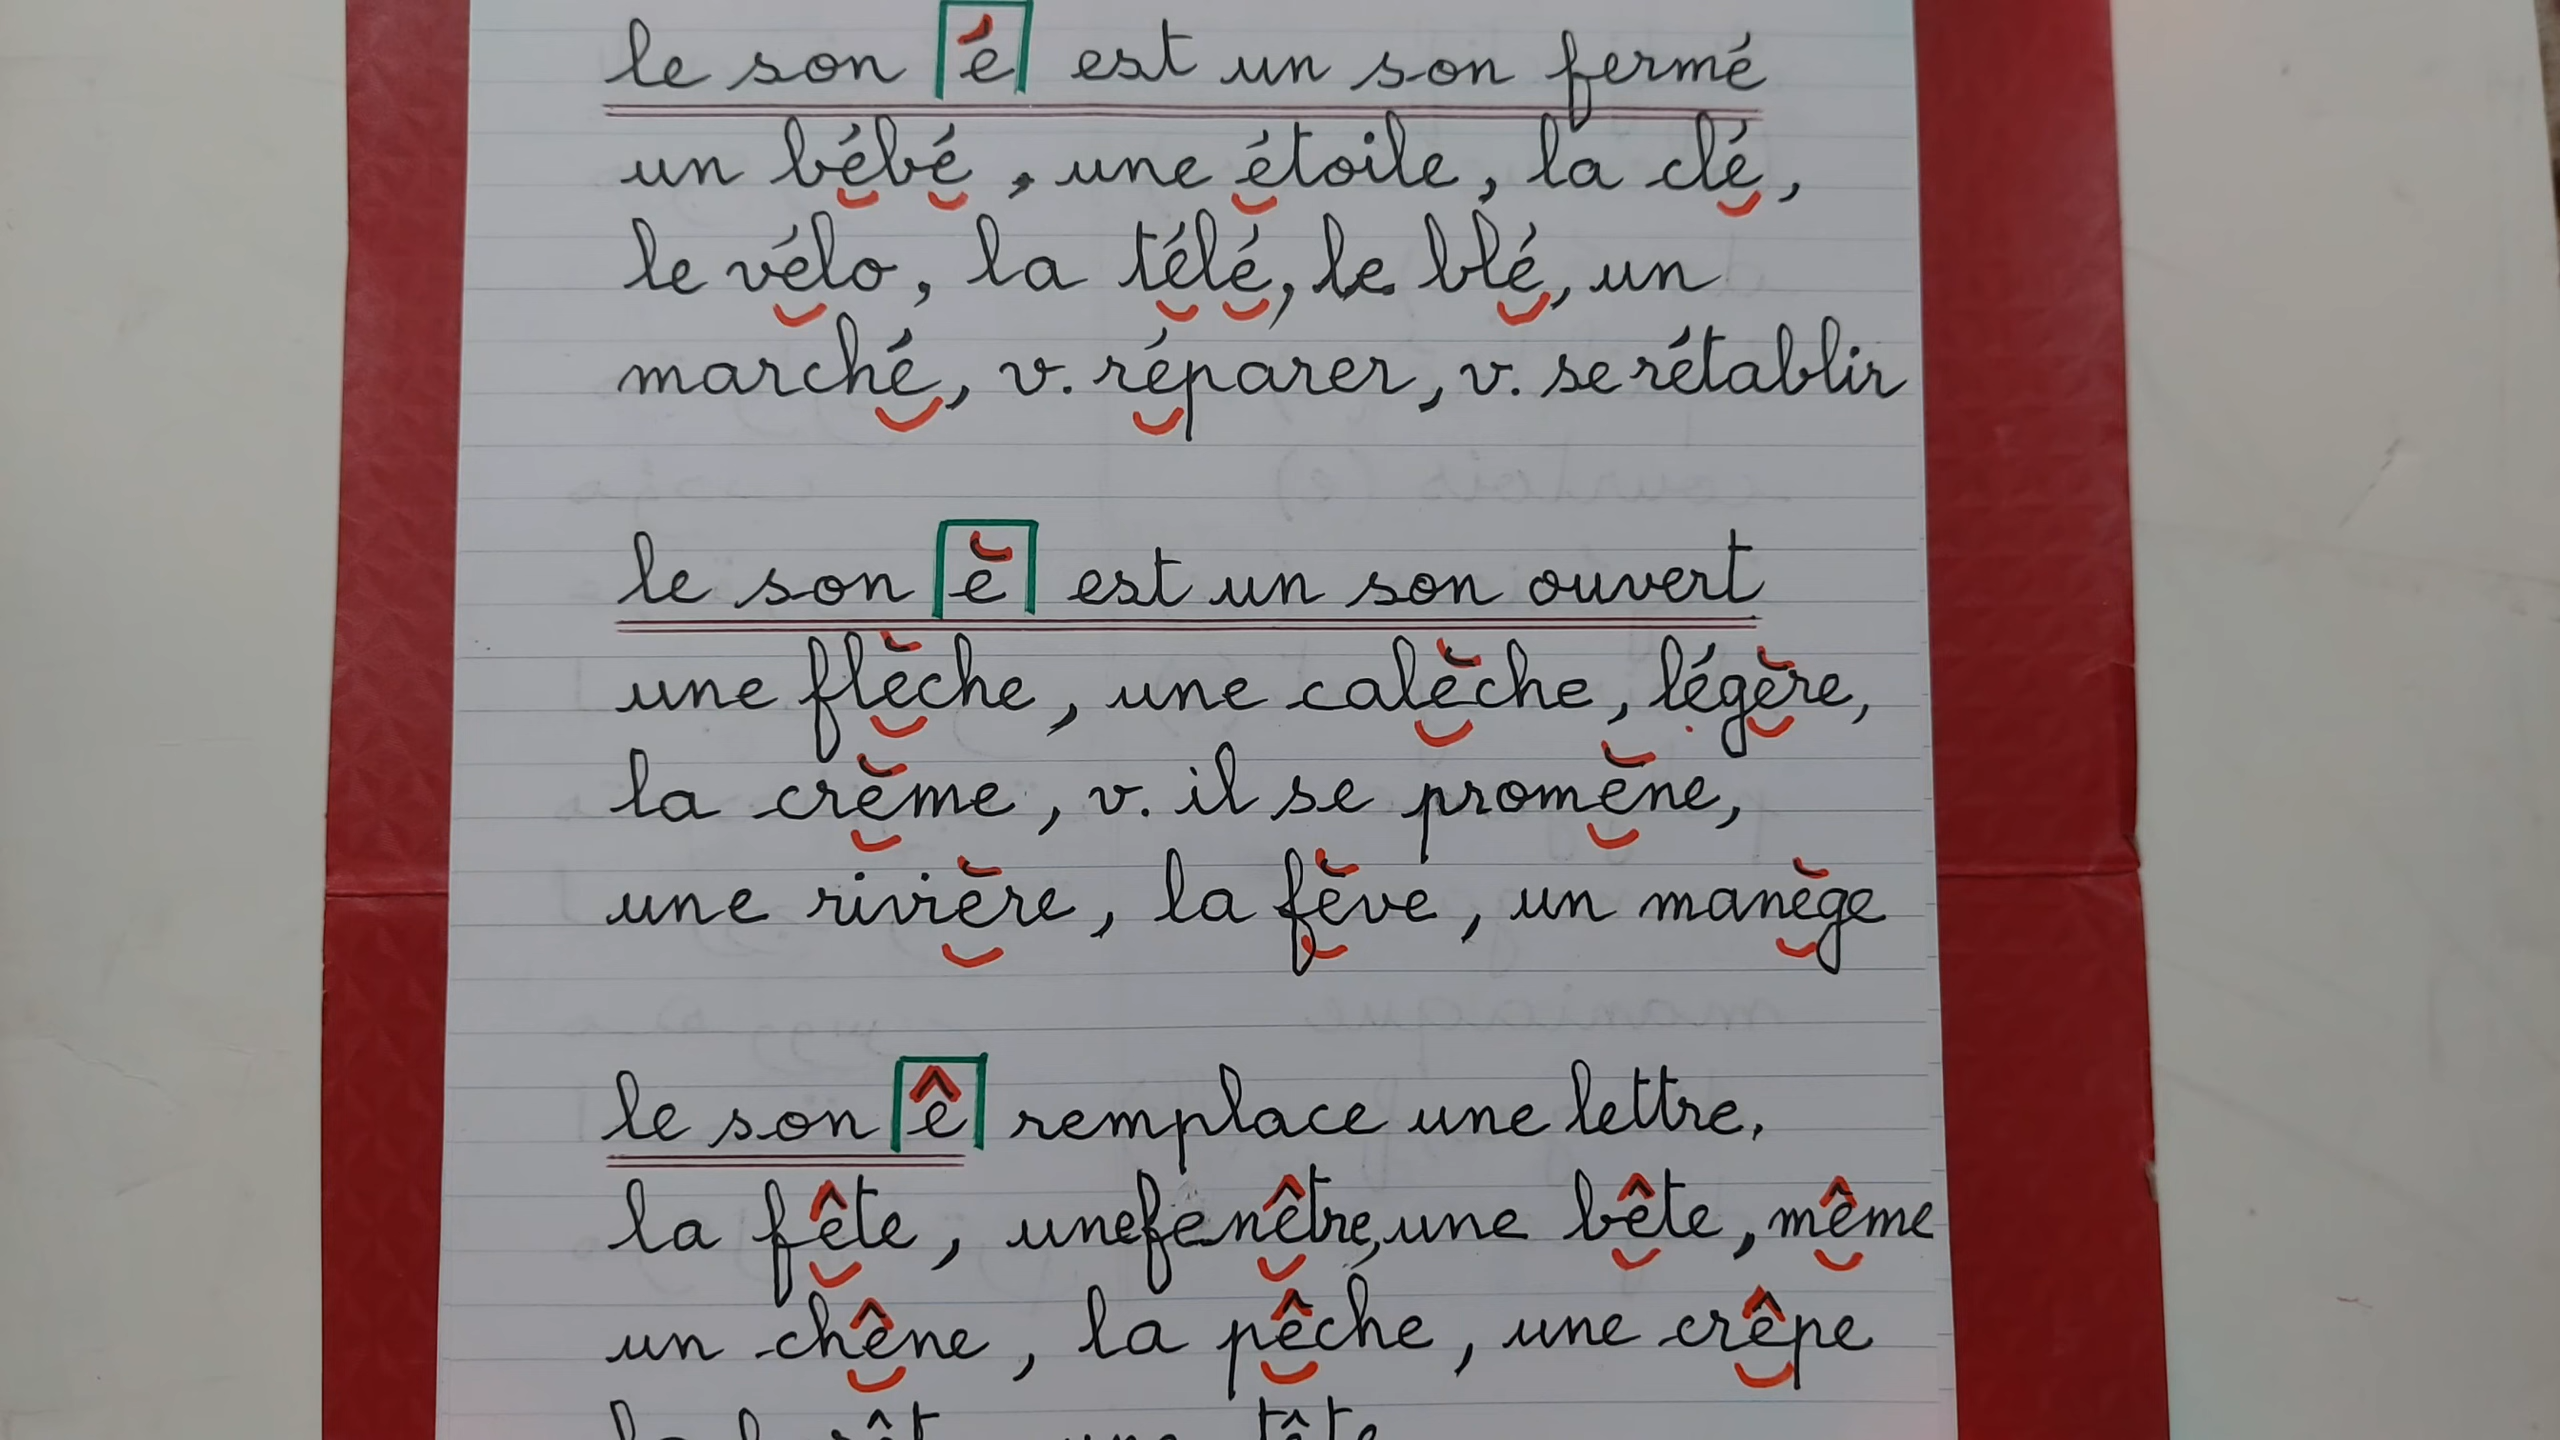 le son é est un son fermé
un bébé, une étoile, la clé,
le vélo, la télé, le blé, un
marché, v. réparer, v. se rétablir
le son è est un son ouvert
une flèche, une calèche, légère,
la crème, v. il se promène,
une rivière, la fève, un manège
le son ê remplace une lettre,
la fête, une fenêtre, une bête, même
un chêne, la pêche, une crêpe
une tête